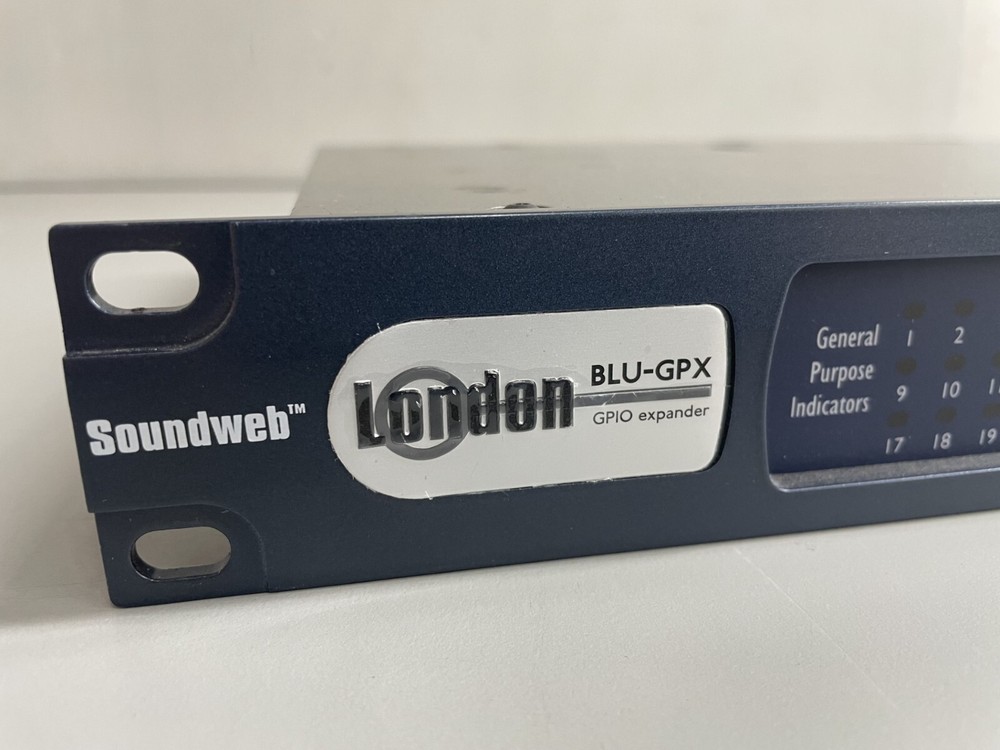 Soundweb™
London
BLU-GPX
GPIO expander
General
Purpose
Indicators
1 2
9 10
17 18 19